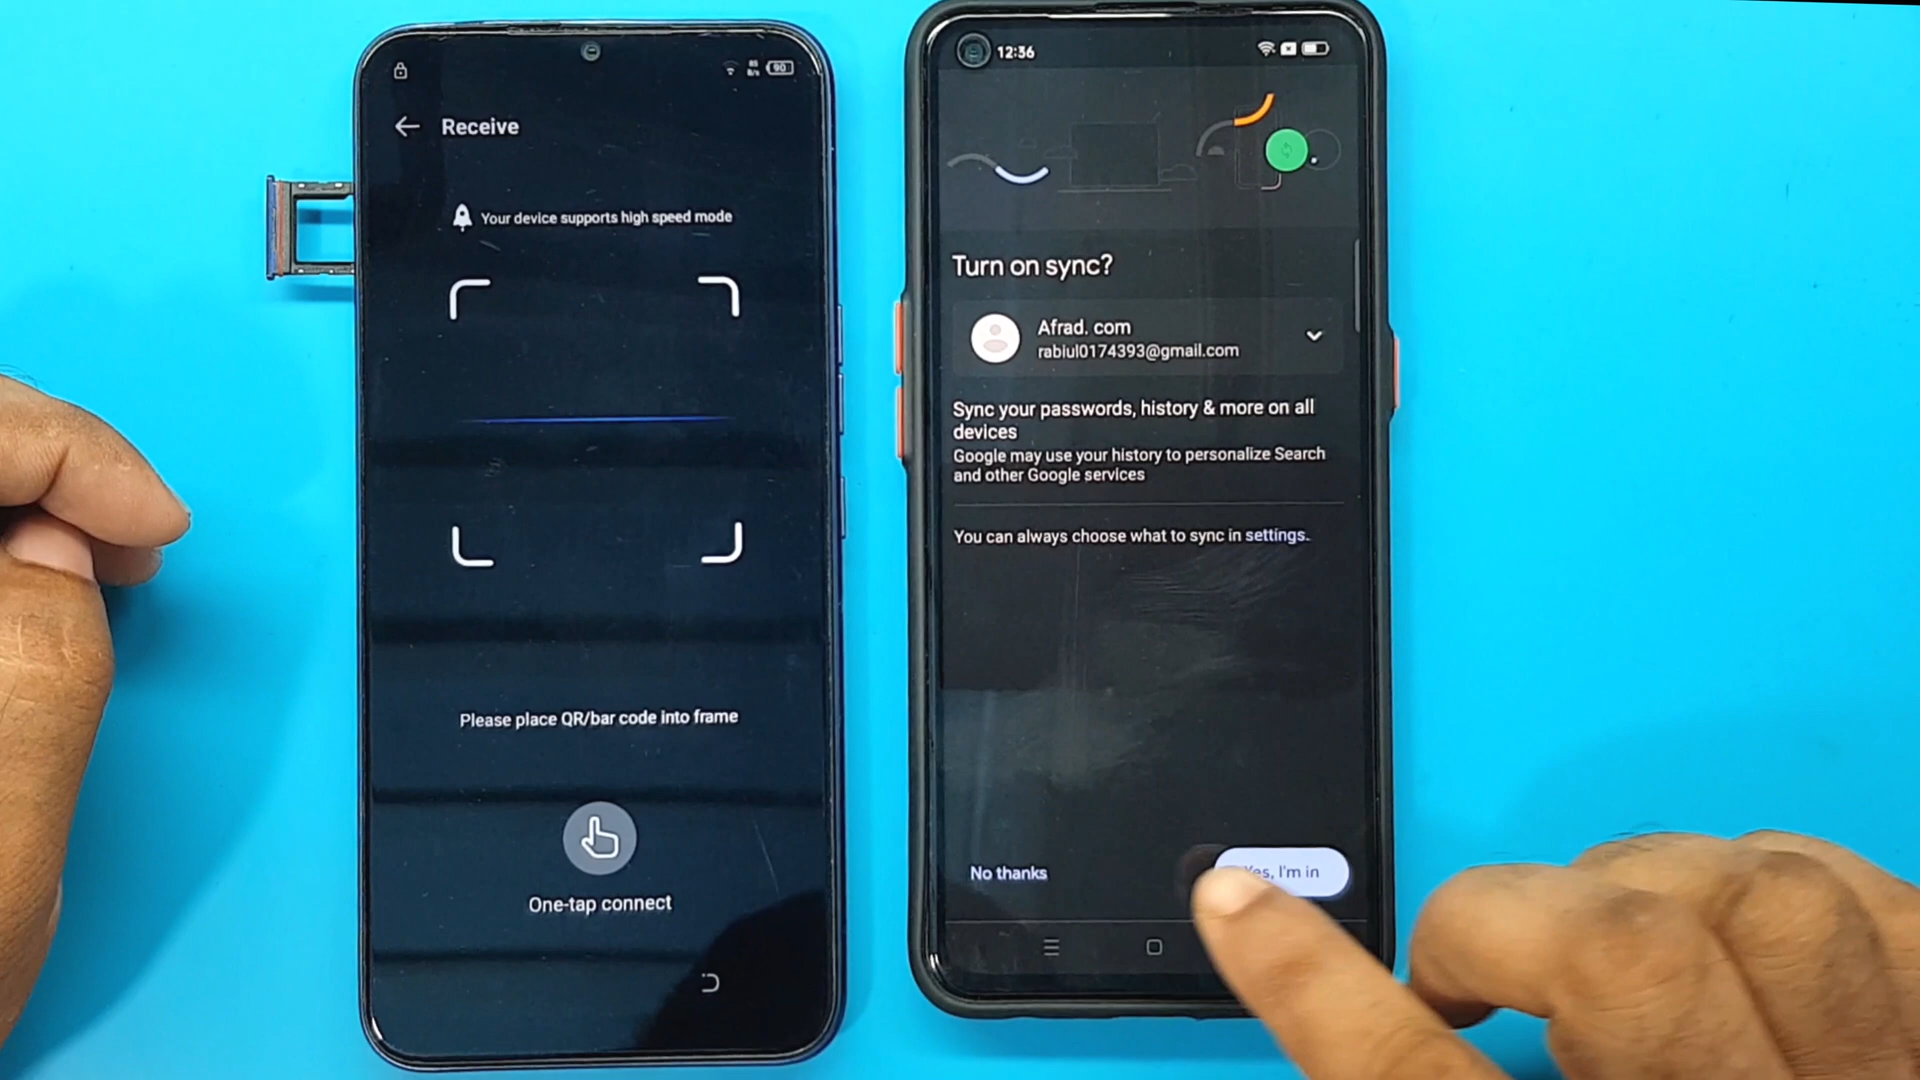 90
Receive
Your device supports high speed mode
Please place QR/bar code into frame
One-tap connect
12:36
Turn on sync?
Afrad. com
rabiul0174393@gmail.com
Sync your passwords, history & more on all
devices
Google may use your history to personalize Search
and other Google services
You can always choose what to sync in settings.
No thanks
Yes, I'm in